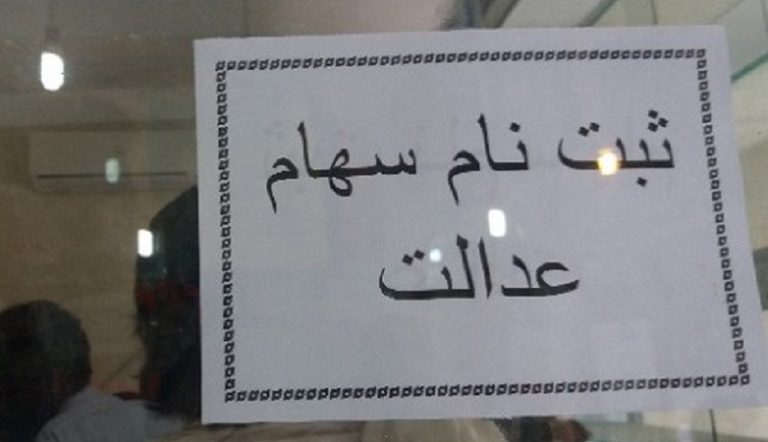 ثبت نام سهام
عدالت